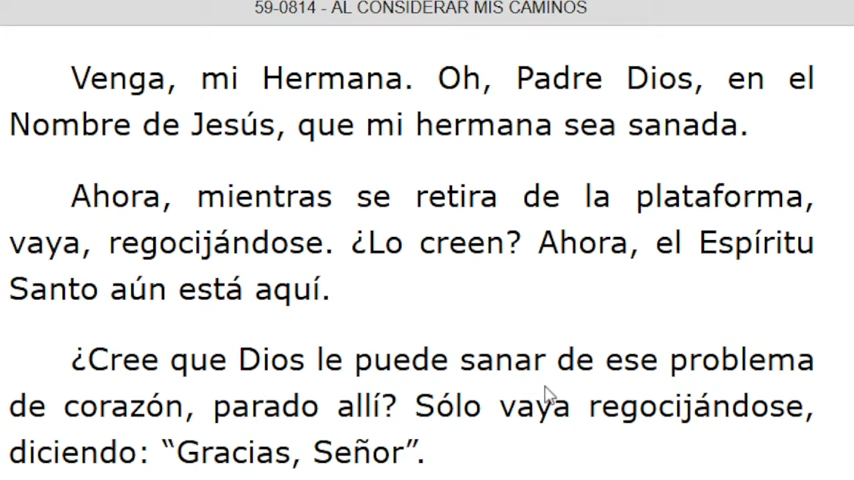 59-0814 - AL CONSIDERAR MIS CAMINOS
Venga, mi Hermana. Oh, Padre Dios, en el
Nombre de Jesús, que mi hermana sea sanada.
Ahora, mientras se retira de la plataforma,
vaya, regocijándose. ¿Lo creen? Ahora, el Espíritu
Santo aún está aquí.
¿Cree que Dios le puede sanar de ese problema
de corazón, parado allí? Sólo vaya regocijándose,
diciendo: “Gracias, Señor”.